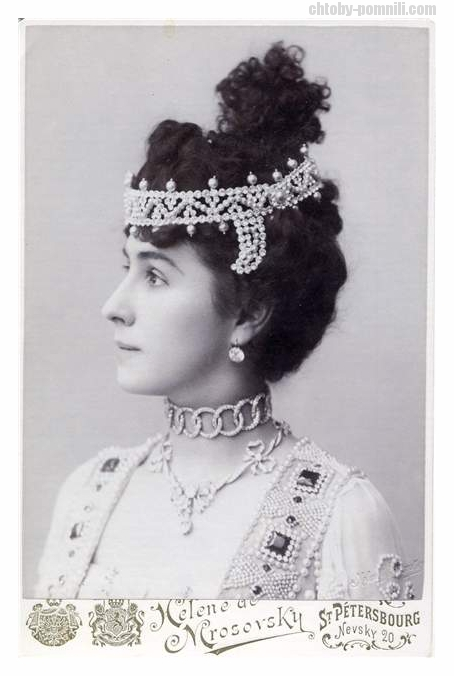 chtoby-pomnili.com
Helene de
Mrosovsky
St PÉTERSBOURG
Nevsky 20